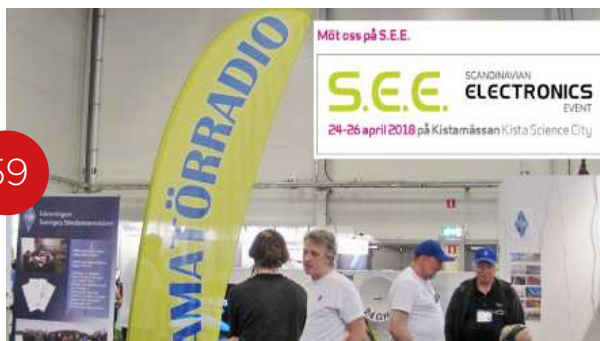 Möt oss på S.E.E.
S.E.E.
SCANDINAVIAN
ELECTRONICS
EVENT
24-26 april 2018 på Kistamässan Kista Science City
59
AMATÖRRADIO
Föreningen
Sveriges Sändareamatörer